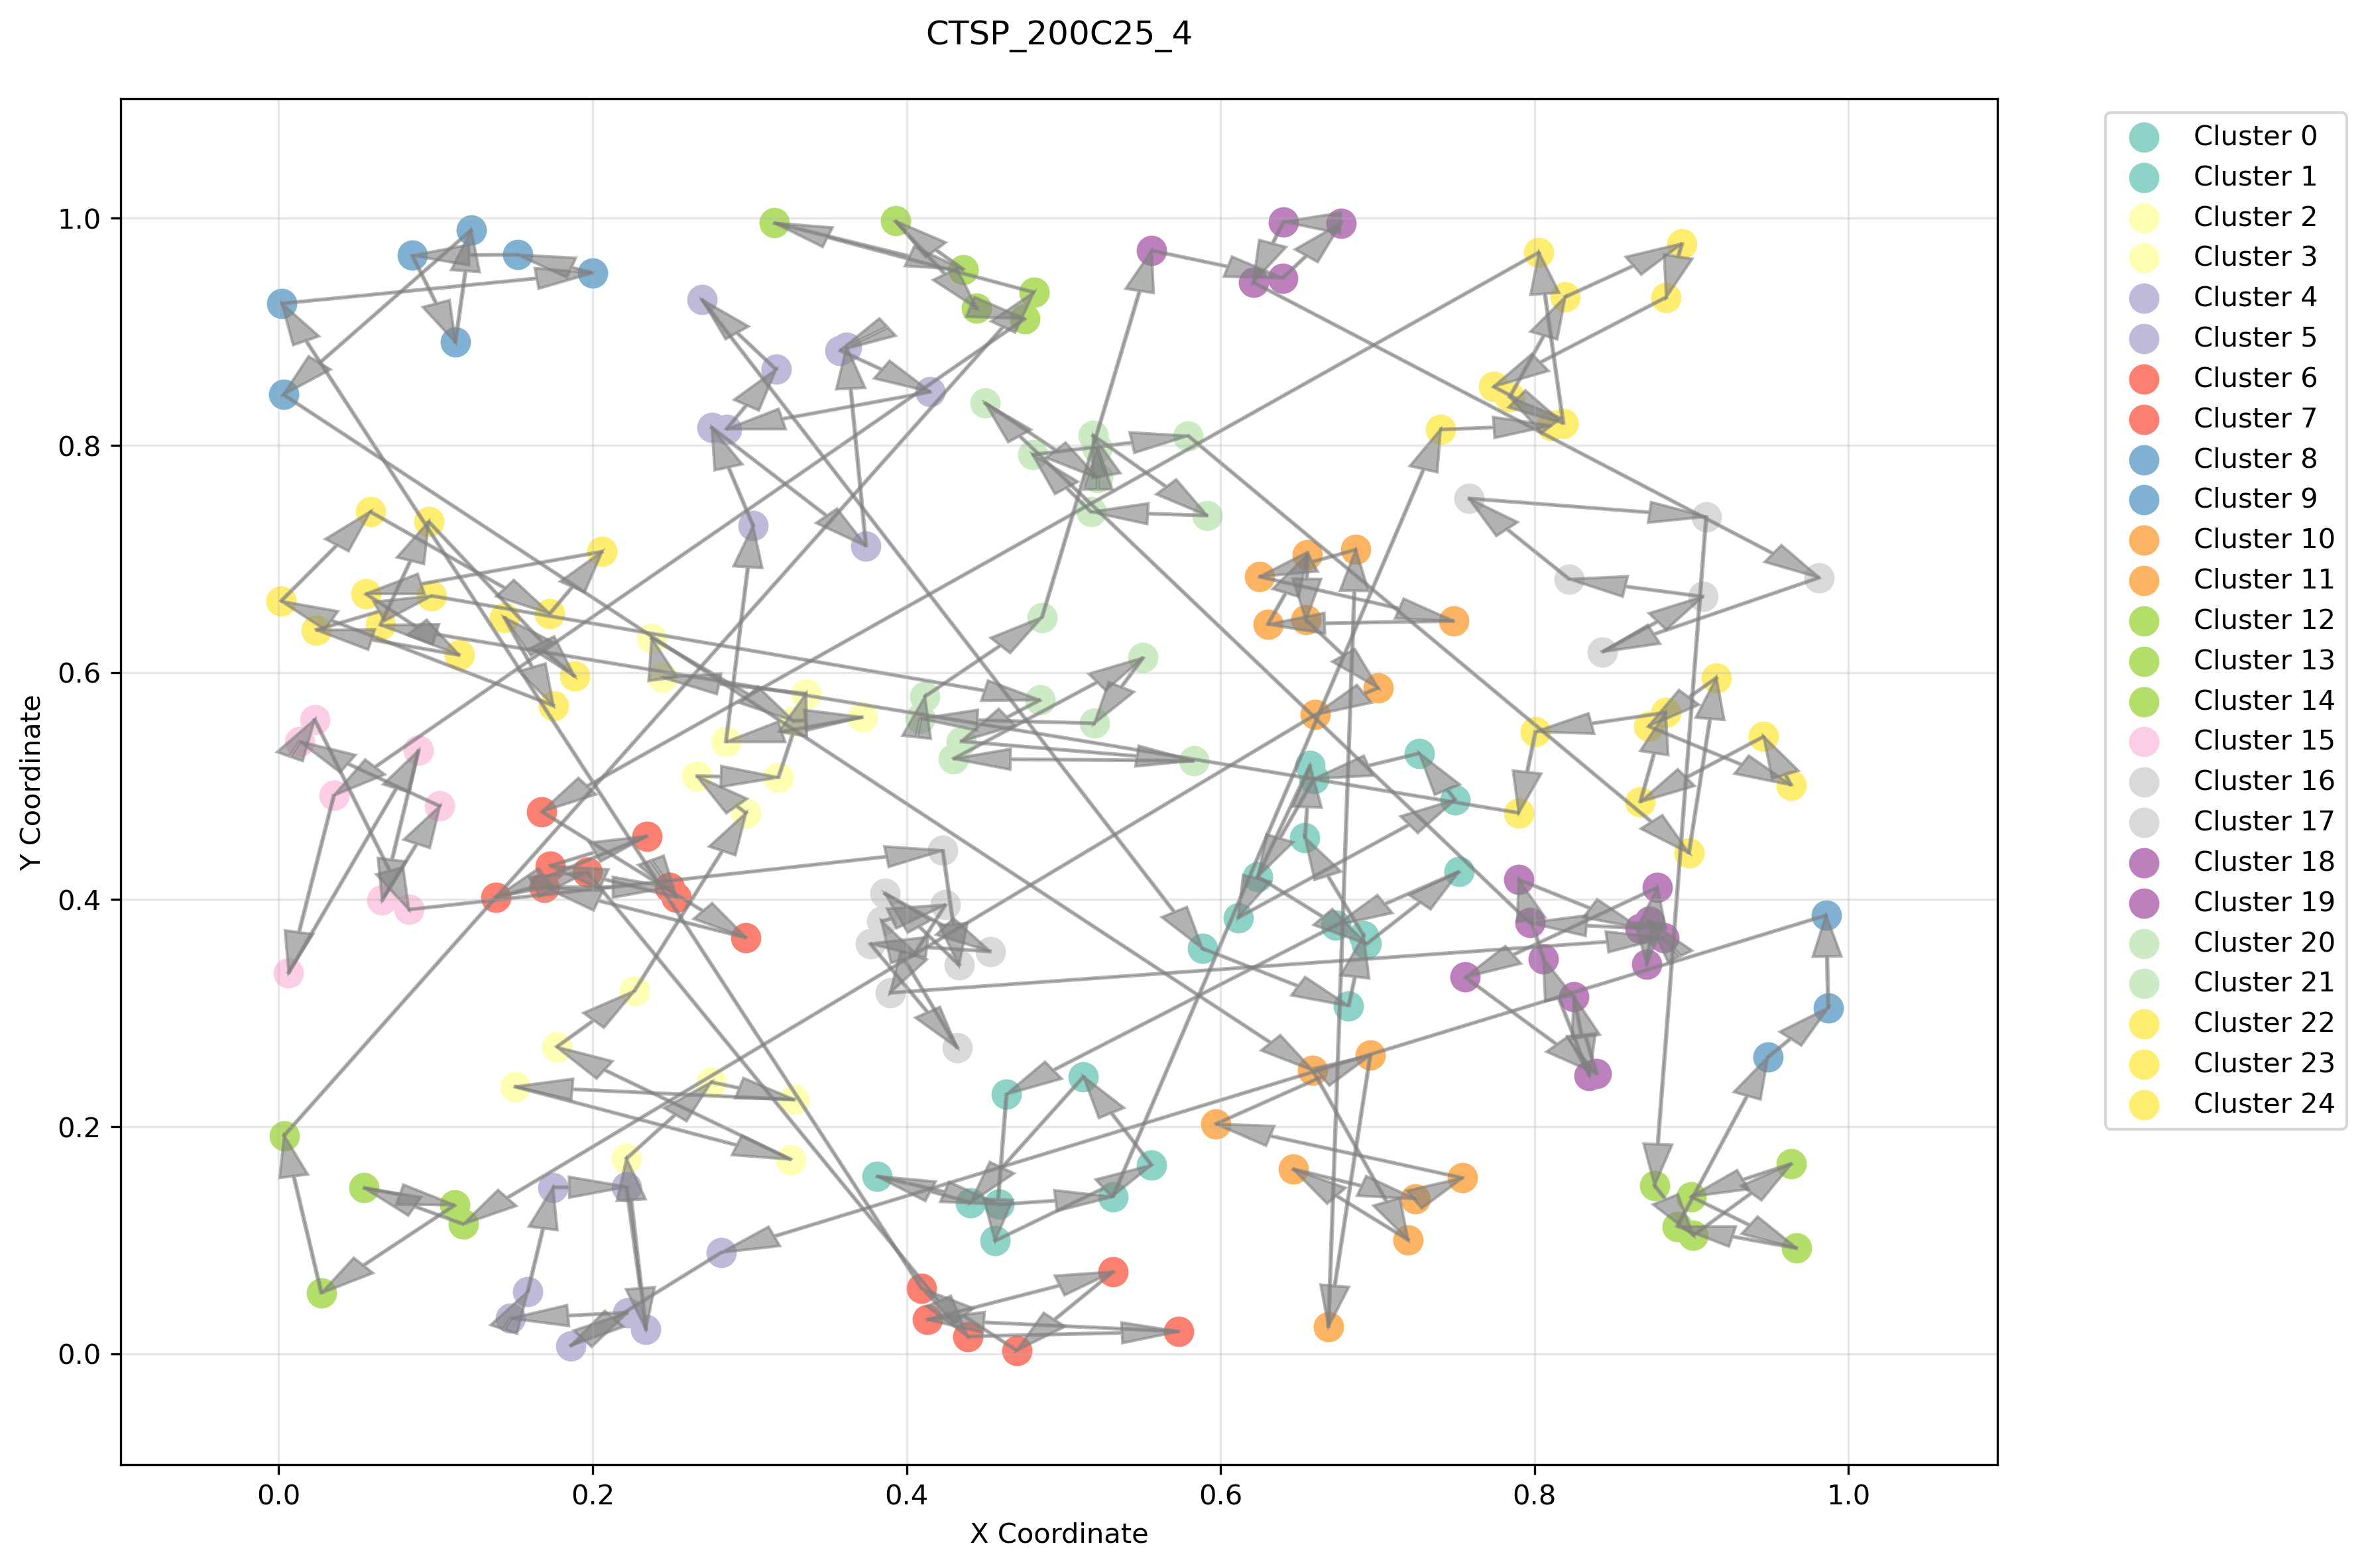 CTSP_200C25_4
1.0
0.8
0.6
0.4
0.2
0.0
Y Coordinate
0.0 0.2 0.4 0.6 0.8 1.0
X Coordinate
Cluster 0
Cluster 1
Cluster 2
Cluster 3
Cluster 4
Cluster 5
Cluster 6
Cluster 7
Cluster 8
Cluster 9
Cluster 10
Cluster 11
Cluster 12
Cluster 13
Cluster 14
Cluster 15
Cluster 16
Cluster 17
Cluster 18
Cluster 19
Cluster 20
Cluster 21
Cluster 22
Cluster 23
Cluster 24